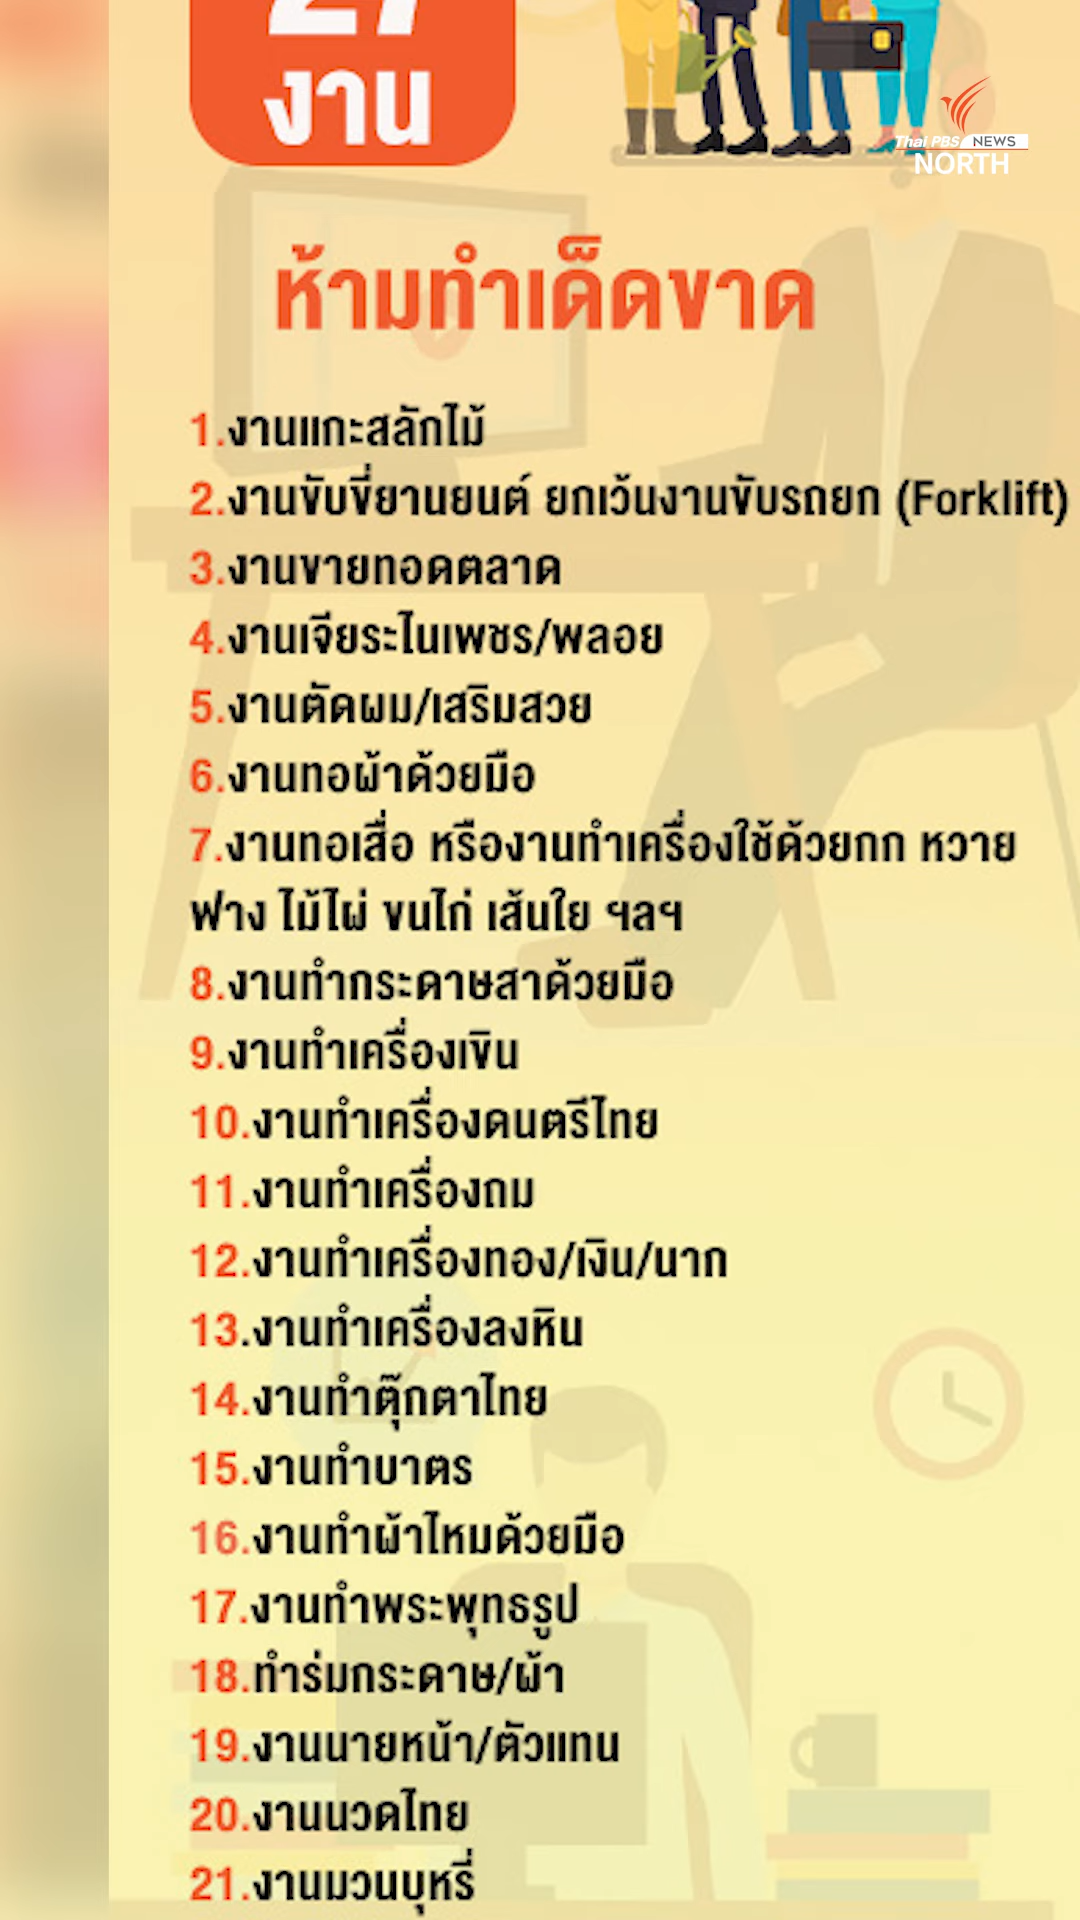 27
งาน
Thai PBS NEWS
NORTH
ห้ามทำเด็ดขาด
1.งานแกะสลักไม้
2.งานขับขี่ยานยนต์ ยกเว้นงานขับรถยก (Forklift)
3.งานขายทอดตลาด
4.งานเจียระไนเพชร/พลอย
5.งานตัดผม/เสริมสวย
6.งานทอผ้าด้วยมือ
7.งานทอเสื่อ หรืองานทำเครื่องใช้ด้วยกก หวาย
ฟาง ไม้ไผ่ ขนไก่ เส้นใย ฯลฯ
8.งานทำกระดาษสาด้วยมือ
9.งานทำเครื่องเขิน
10.งานทำเครื่องดนตรีไทย
11.งานทำเครื่องถม
12.งานทำเครื่องทอง/เงิน/นาก
13.งานทำเครื่องลงหิน
14.งานทำตุ๊กตาไทย
15.งานทำบาตร
16.งานทำผ้าไหมด้วยมือ
17.งานทำพระพุทธรูป
18.ทำร่มกระดาษ/ผ้า
19.งานนายหน้า/ตัวแทน
20.งานนวดไทย
21.งานมวนบุหรี่